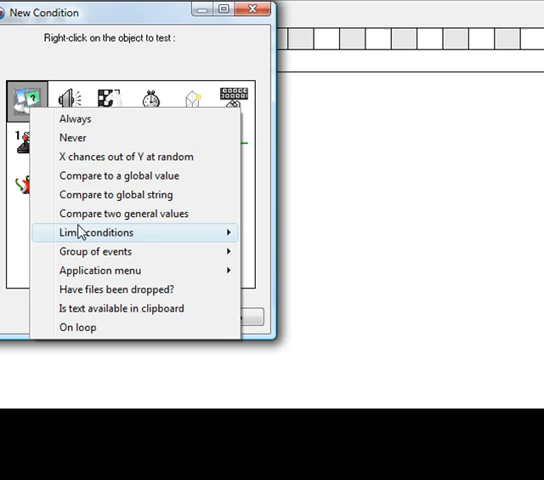 New Condition
Right-click on the object to test :
1
Always
Never
X chances out of Y at random
Compare to a global value
Compare to global string
Compare two general values
conditions
Group of events
Application menu
Have files been dropped?
Is text available in clipboard
On loop